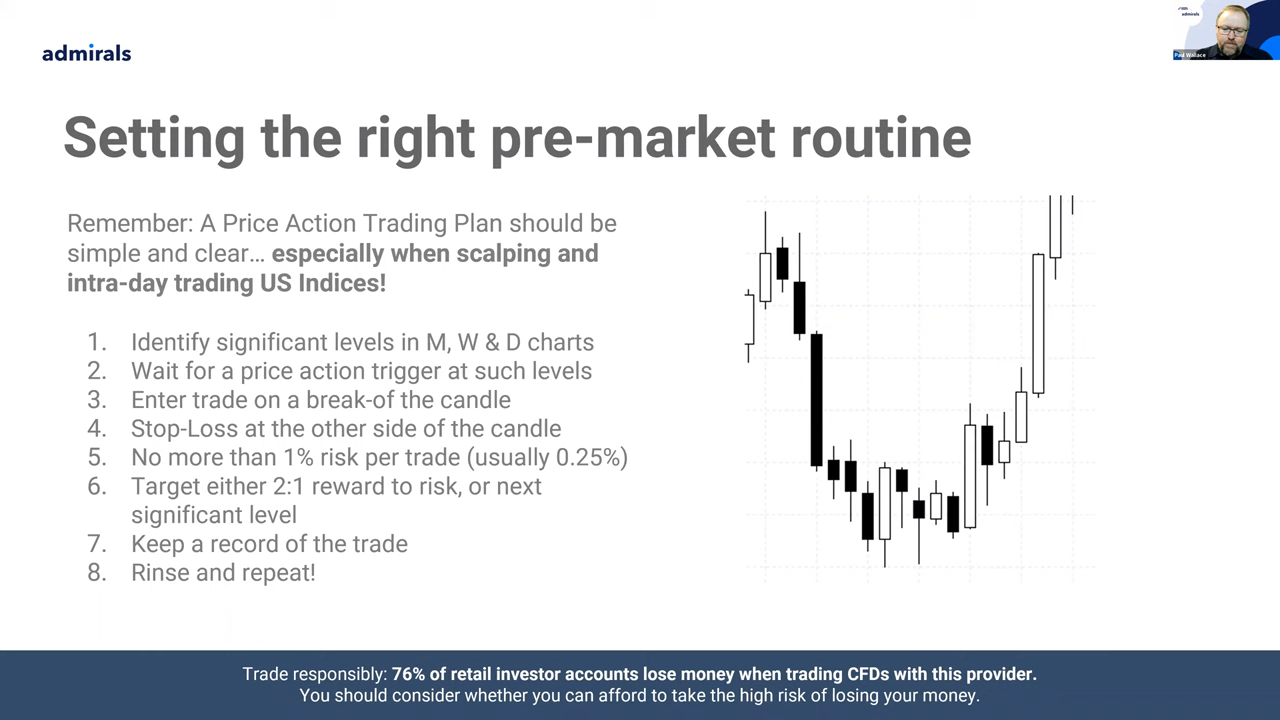 admirals
admirals
Paul Wallace
Setting the right pre-market routine
Remember: A Price Action Trading Plan should be
simple and clear… especially when scalping and
intra-day trading US Indices!
1. Identify significant levels in M, W & D charts
2. Wait for a price action trigger at such levels
3. Enter trade on a break-of the candle
4. Stop-Loss at the other side of the candle
5. No more than 1% risk per trade (usually 0.25%)
6. Target either 2:1 reward to risk, or next
significant level
7. Keep a record of the trade
8. Rinse and repeat!
Trade responsibly: 76% of retail investor accounts lose money when trading CFDs with this provider.
You should consider whether you can afford to take the high risk of losing your money.